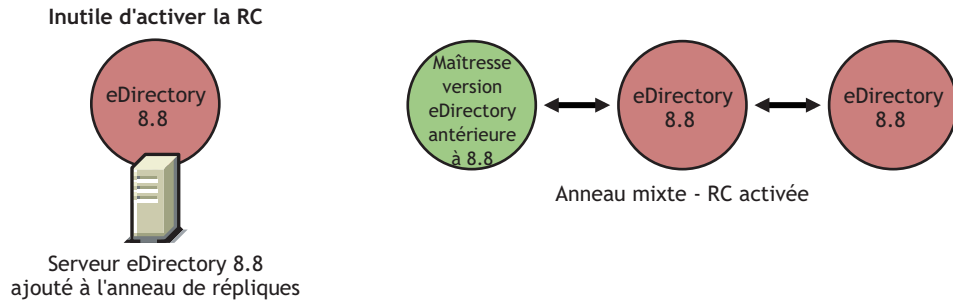 Inutile d'activer la RC
eDirectory
8.8
Serveur eDirectory 8.8
ajouté à l'anneau de répliques
Maîtresse
version
eDirectory
antérieure
à 8.8
eDirectory
8.8
eDirectory
8.8
Anneau mixte - RC activée